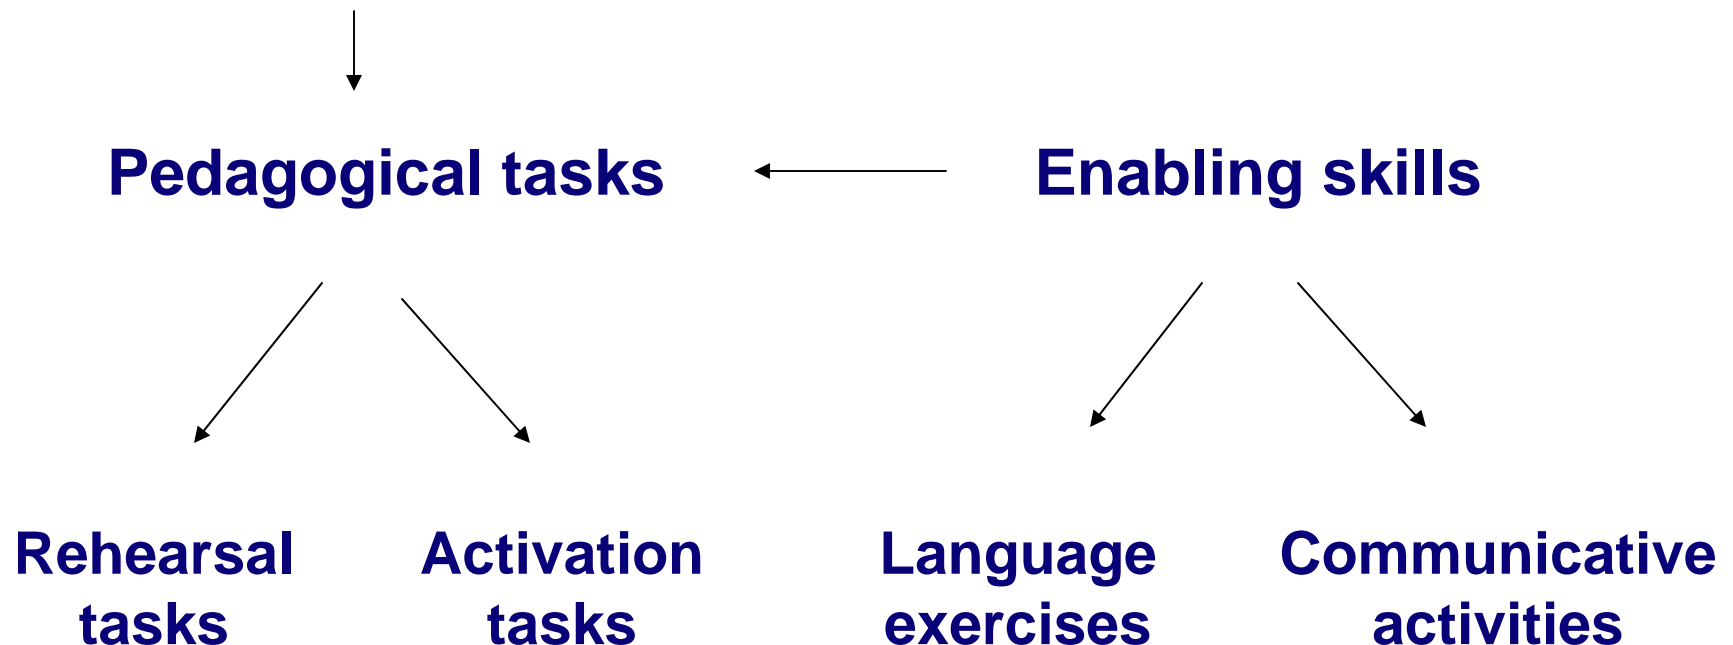 Pedagogical tasks
Enabling skills
Rehearsal
tasks
Activation
tasks
Language
exercises
Communicative
activities